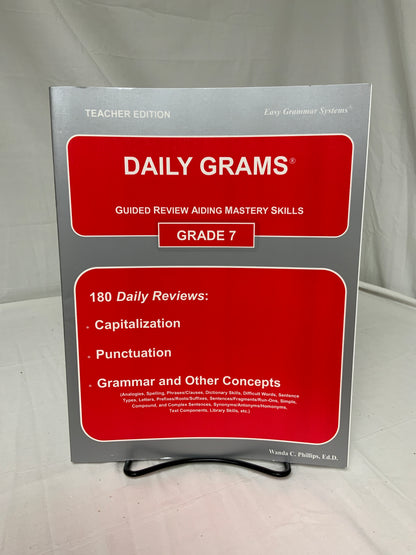 TEACHER EDITION
Easy Grammar Systems®
DAILY GRAMS®
GUIDED REVIEW AIDING MASTERY SKILLS
GRADE 7
180 Daily Reviews:
• Capitalization
• Punctuation
• Grammar and Other Concepts
(Analogies, Spelling, Phrases/Clauses, Dictionary Skills, Difficult Words, Sentence
Types, Letters, Prefixes/Roots/Suffixes, Sentences/Fragments/Run-Ons, Simple,
Compound, and Complex Sentences, Synonyms/Antonyms/Homonyms,
Text Components, Library Skills, etc.)
Wanda C. Phillips, Ed.D.